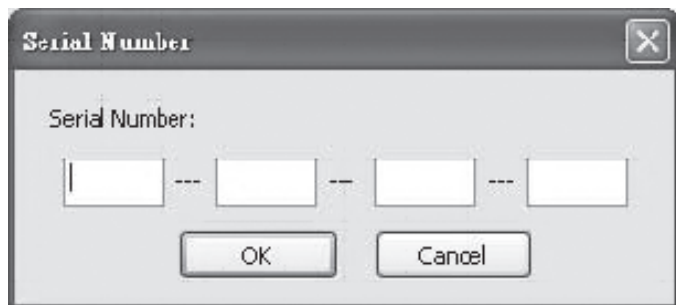 Serial Number
Serial Number:
--- --- ---
OK Cancel